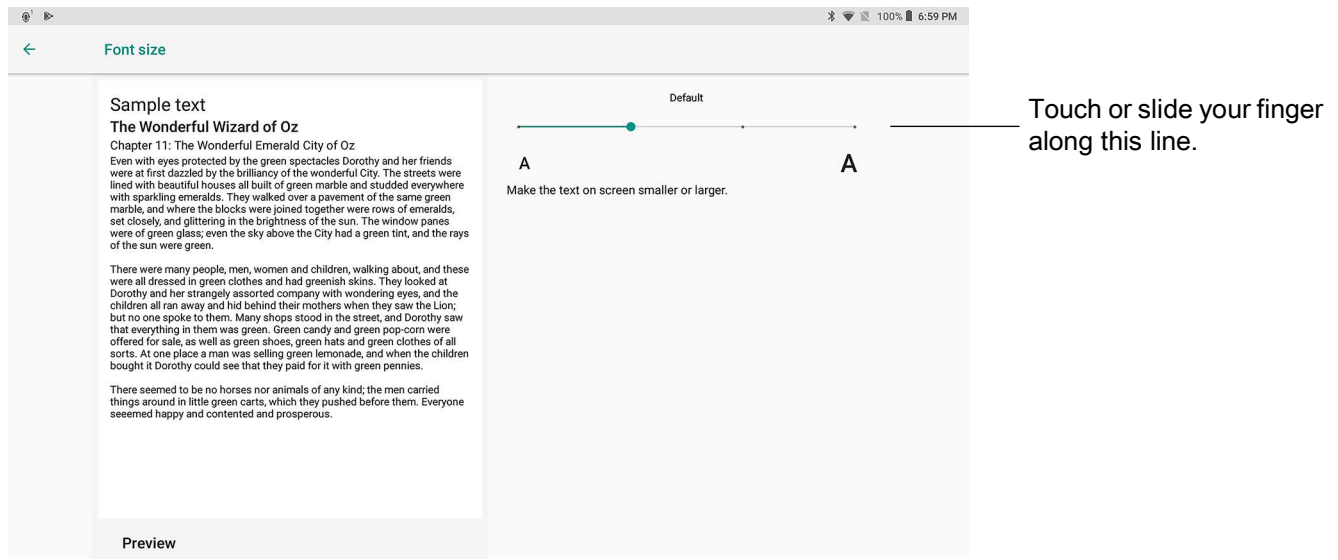 100% 6:59 PM
Font size
Sample text
The Wonderful Wizard of Oz
Chapter 11: The Wonderful Emerald City of Oz
Even with eyes protected by the green spectacles Dorothy and her friends
were at first dazzled by the brilliancy of the wonderful City. The streets were
lined with beautiful houses all built of green marble and studded everywhere
with sparkling emeralds. They walked over a pavement of the same green
marble, and where the blocks were joined together were rows of emeralds,
set closely, and glittering in the brightness of the sun. The window panes
were of green glass; even the sky above the City had a green tint, and the rays
of the sun were green.
There were many people, men, women and children, walking about, and these
were all dressed in green clothes and had greenish skins. They looked at
Dorothy and her strangely assorted company with wondering eyes, and the
children all ran away and hid behind their mothers when they saw the Lion;
but no one spoke to them. Many shops stood in the street, and Dorothy saw
that everything in them was green. Green candy and green pop-corn were
offered for sale, as well as green shoes, green hats and green clothes of all
sorts. At one place a man was selling green lemonade, and when the children
bought it Dorothy could see that they paid for it with green pennies.
There seemed to be no horses nor animals of any kind; the men carried
things around in little green carts, which they pushed before them. Everyone
seeemed happy and contented and prosperous.
Preview
Default
A A
Make the text on screen smaller or larger.
Touch or slide your finger
along this line.